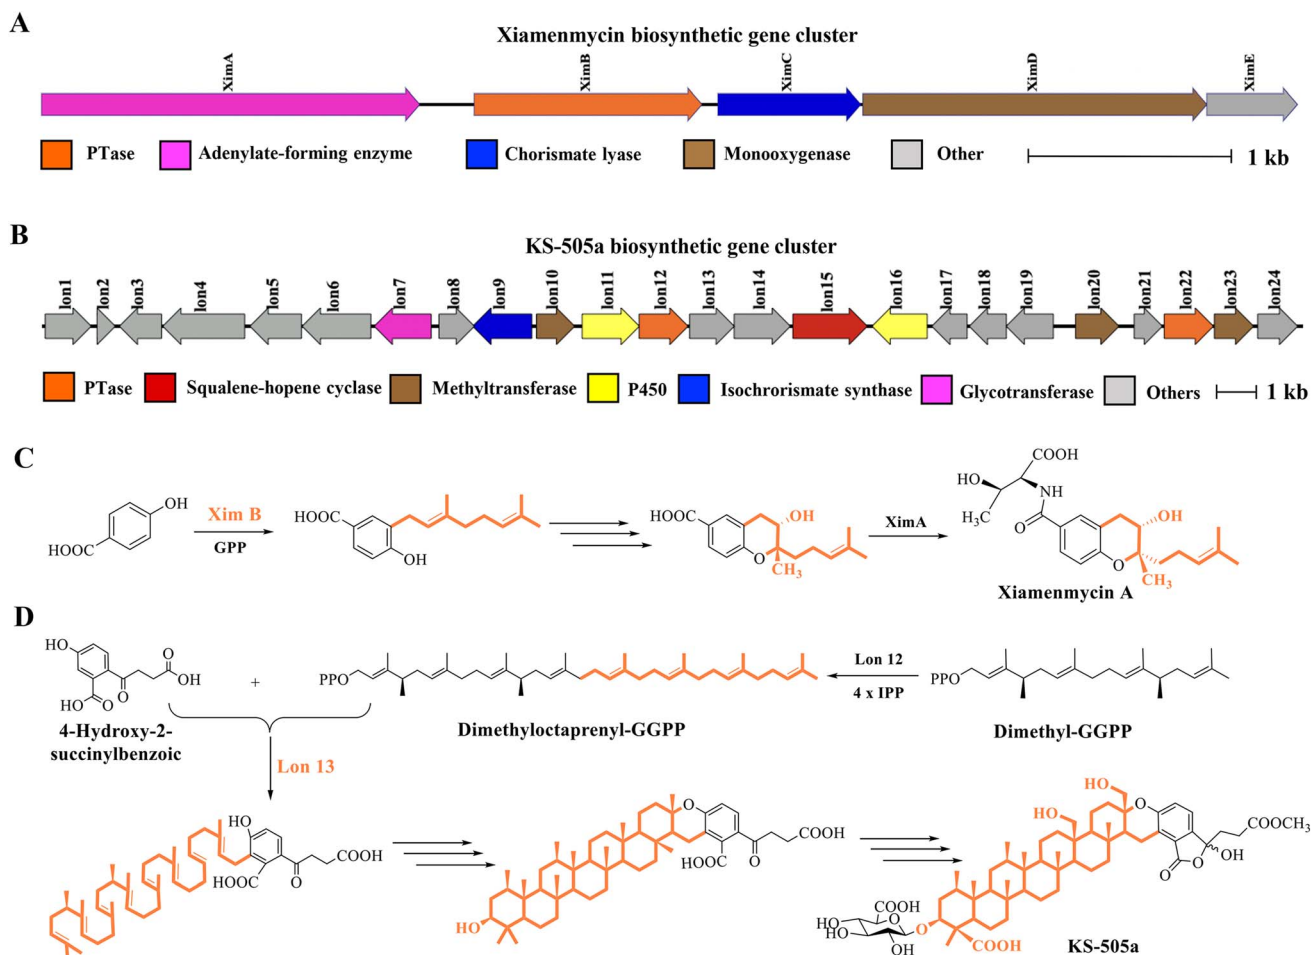 A
Xiamenmycin biosynthetic gene cluster
XimA
XimB
XimC
XimD
XimE
PTase
Adenylate-forming enzyme
Chorismate lyase
Monooxygenase
Other
1 kb
B
KS-505a biosynthetic gene cluster
lon1
lon2
lon3
lon4
lon5
lon6
lon7
lon8
lon9
lon10
lon11
lon12
lon13
lon14
lon15
lon16
lon17
lon18
lon19
lon20
lon21
lon22
lon23
lon24
PTase
Squalene-hopene cyclase
Methyltransferase
P450
Isochrorismate synthase
Glycotransferase
Others
1 kb
C
HOOC
OH
Xim B
GPP
HOOC
OH
HOOC
OH
O
CH3
XimA
COOH
HO
NH
H3C
O
OH
O
CH3
Xiamenmycin A
D
HO
O
OH
HO
O
O
4-Hydroxy-2-
succinylbenzoic
+
PPO
Dimethyloctaprenyl-GGPP
Lon 12
4 x IPP
PPO
Dimethyl-GGPP
Lon 13
HO
COOH
HOOC
O
O
COOH
HOOC
O
HO
HO
HO
O
COOCH3
OH
O
O
COOH
HO
HO
O
OH
O
COOH
KS-505a